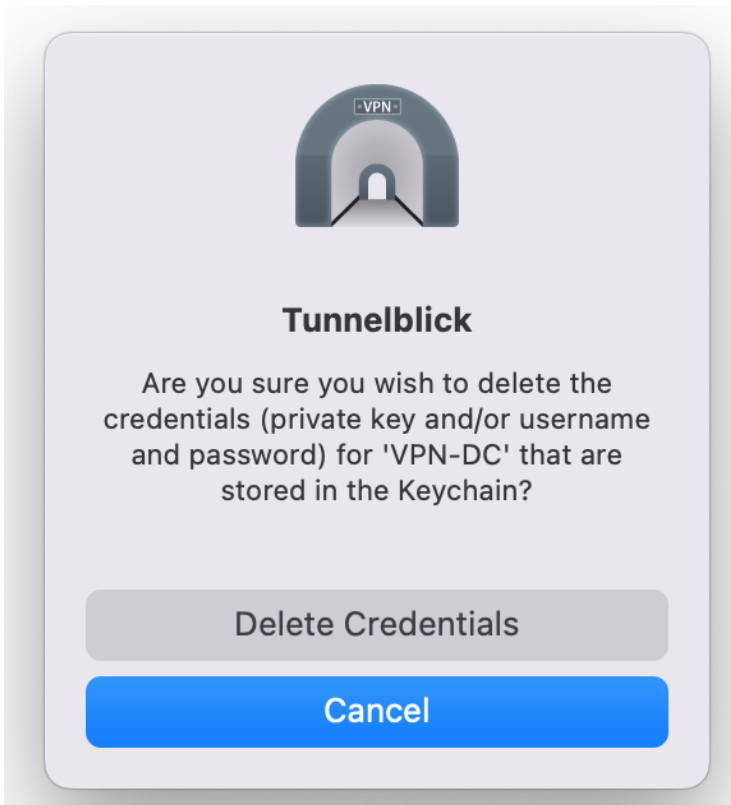 VPN
Tunnelblick
Are you sure you wish to delete the
credentials (private key and/or username
and password) for 'VPN-DC' that are
stored in the Keychain?
Delete Credentials
Cancel